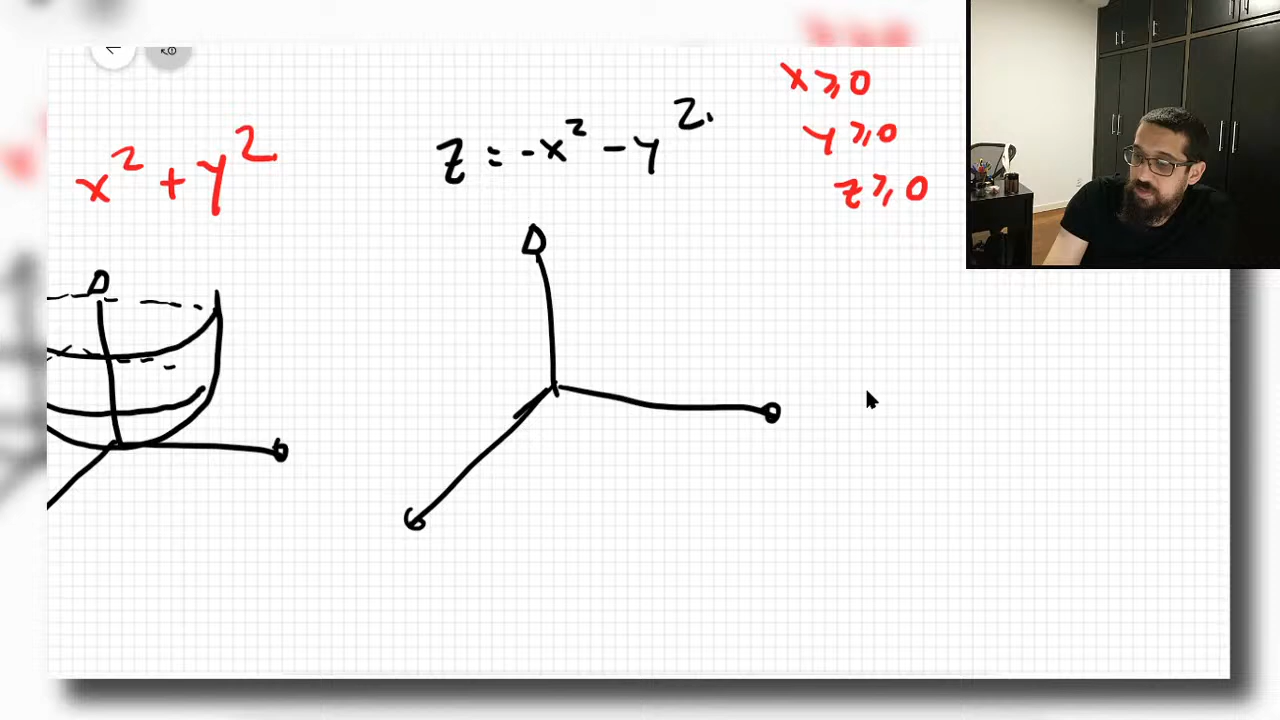 x² + y²
z = -x² - y².
x ⩾ 0
y ⩾ 0
z ⩾ 0